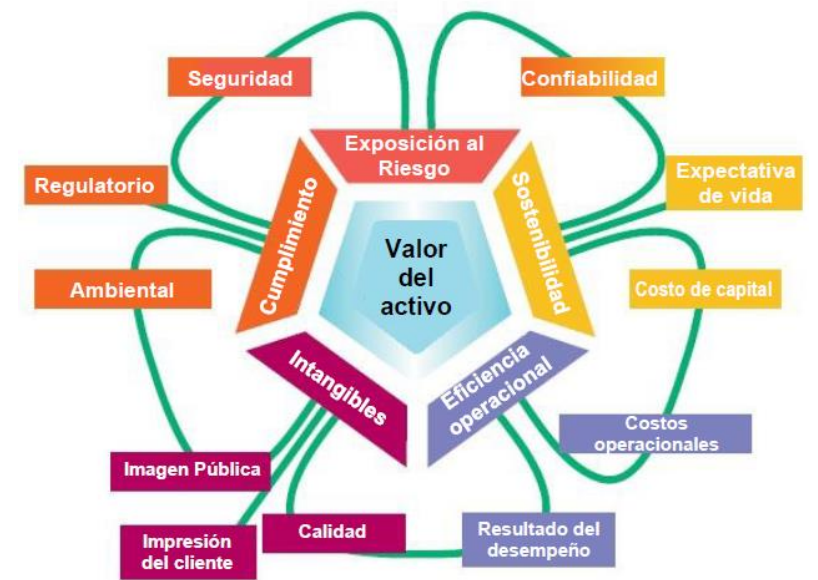 Seguridad
Confiabilidad
Exposición al
Riesgo
Regulatorio
Expectativa
de vida
Cumplimiento
Sostenibilidad
Valor
del
activo
Ambiental
Costo de capital
Intangibles
Eficiencia
operacional
Costos
operacionales
Imagen Pública
Impresión
del cliente
Calidad
Resultado del
desempeño